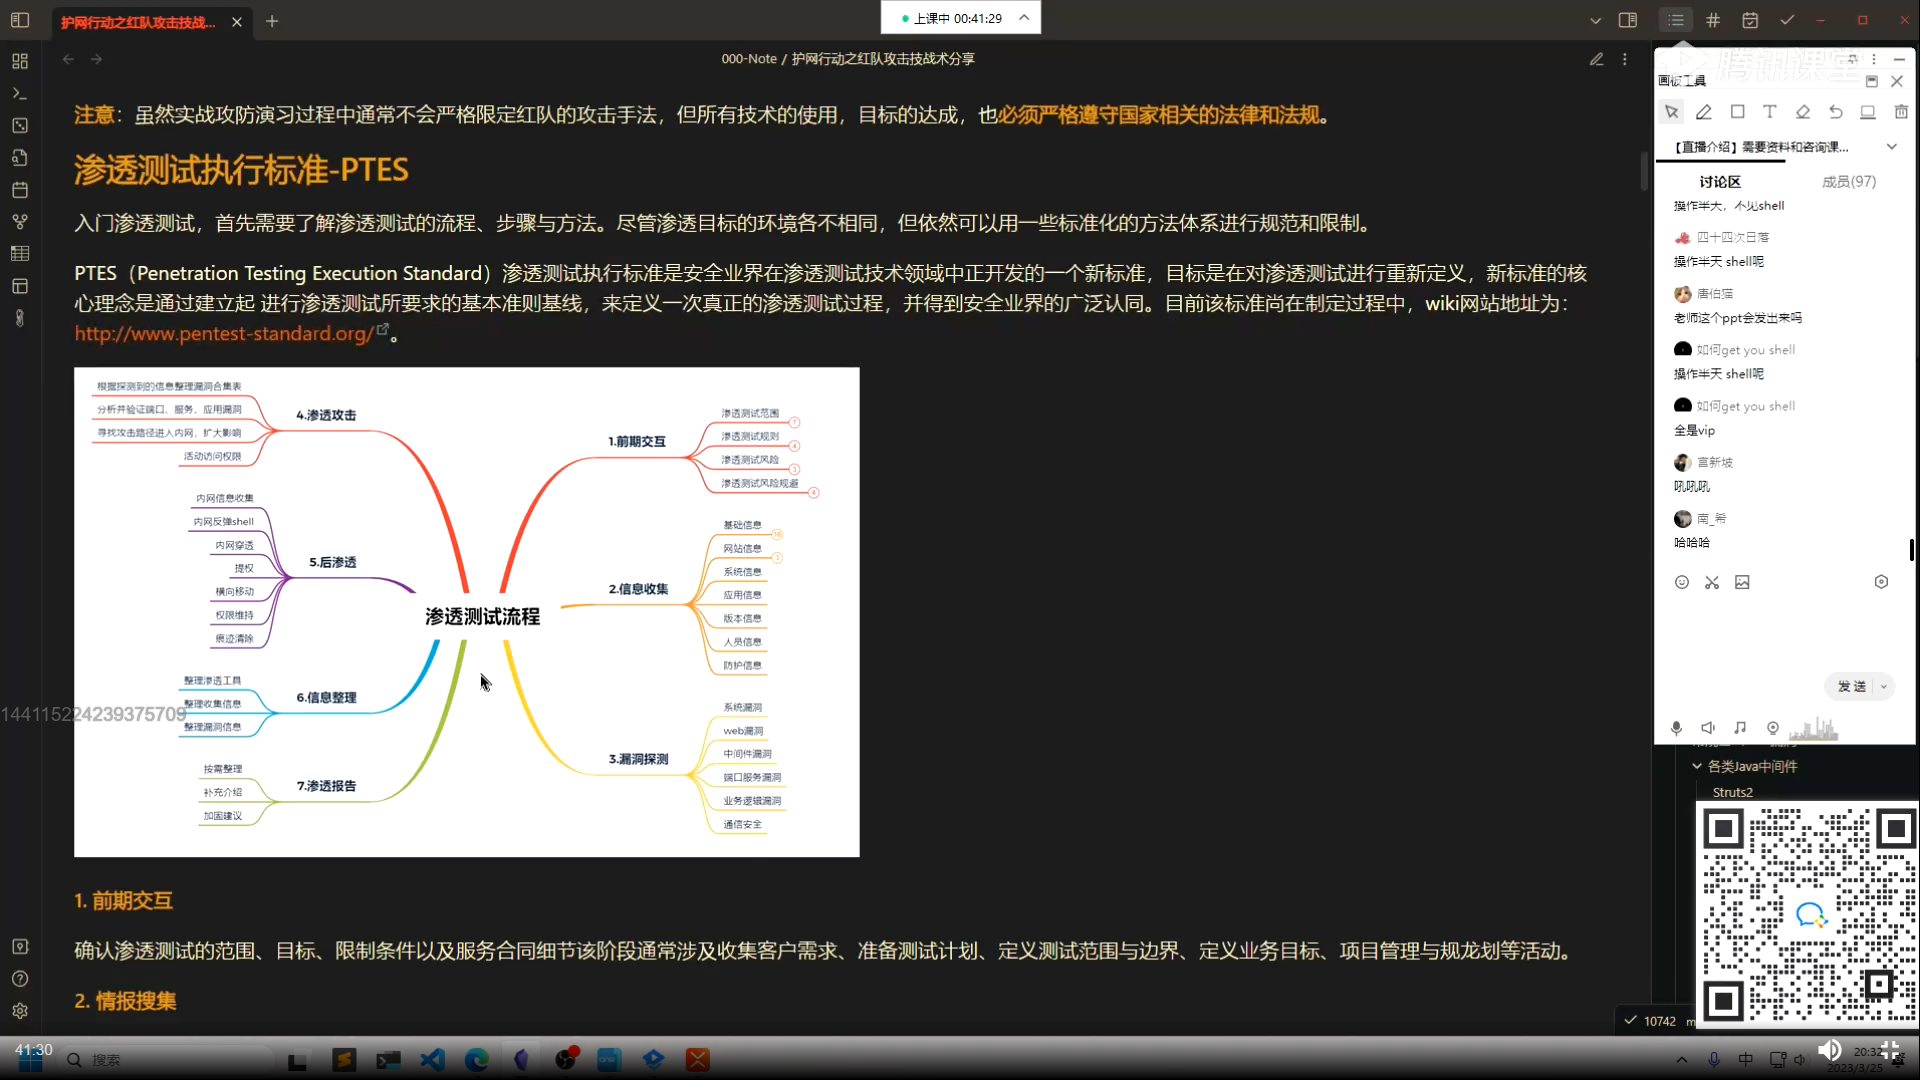 护网行动之红队攻击技战...
上课中 00:41:29
000-Note / 护网行动之红队攻击技战术分享
注意：虽然实战攻防演习过程中通常不会严格限定红队的攻击手法，但所有技术的使用，目标的达成，也必须严格遵守国家相关的法律和法规。
渗透测试执行标准-PTES
入门渗透测试，首先需要了解渗透测试的流程、步骤与方法。尽管渗透目标的环境各不相同，但依然可以用一些标准化的方法体系进行规范和限制。
PTES（Penetration Testing Execution Standard）渗透测试执行标准是安全业界在渗透测试技术领域中正开发的一个新标准，目标是在对渗透测试进行重新定义，新标准的核
心理念是通过建立起 进行渗透测试所要求的基本准则基线，来定义一次真正的渗透测试过程，并得到安全业界的广泛认同。目前该标准尚在制定过程中，wiki网站地址为：
http://www.pentest-standard.org/。
渗透测试流程
1.前期交互
渗透测试范围
7
渗透测试规则
4
渗透测试风险
3
渗透测试风险规避
4
2.信息收集
基础信息
网站信息
系统信息
应用信息
版本信息
人员信息
防护信息
3.漏洞探测
系统漏洞
web漏洞
中间件漏洞
端口服务漏洞
业务逻辑漏洞
通信安全
4.渗透攻击
根据探测到的信息整理漏洞合集表
分析并验证端口、服务、应用漏洞
寻找攻击路径进入内网，扩大影响
活动访问权限
5.后渗透
内网信息收集
内网反弹shell
内网穿透
提权
横向移动
权限维持
痕迹清除
6.信息整理
整理渗透工具
整理收集信息
整理漏洞信息
7.渗透报告
按需整理
补充介绍
加固建议
144115224239375709
1. 前期交互
确认渗透测试的范围、目标、限制条件以及服务合同细节该阶段通常涉及收集客户需求、准备测试计划、定义测试范围与边界、定义业务目标、项目管理与规龙划等活动。
2. 情报搜集
腾讯课堂
画板工具
【直播介绍】需要资料和咨询课...
讨论区
成员(97)
操作半天，不见shell
四十四次日落
操作半天 shell呢
唐伯猫
老师这个ppt会发出来吗
如何get you shell
操作半天 shell呢
如何get you shell
全是vip
宫新坡
吼吼吼
南_希
哈哈哈
发送
各类Java中间件
Struts2
10742
41:30
搜索
中
20:32
2023/3/25